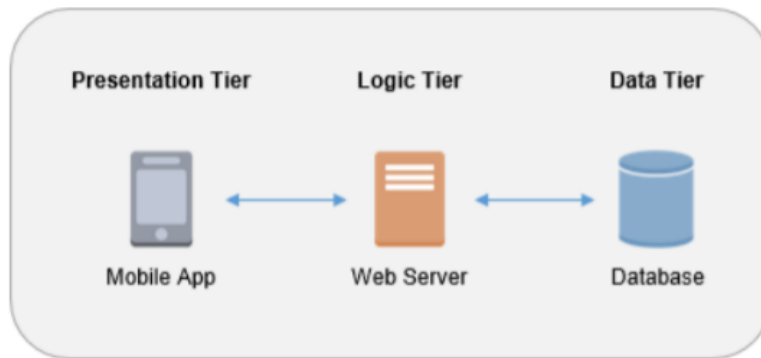 Presentation Tier
Logic Tier
Data Tier
Mobile App
Web Server
Database